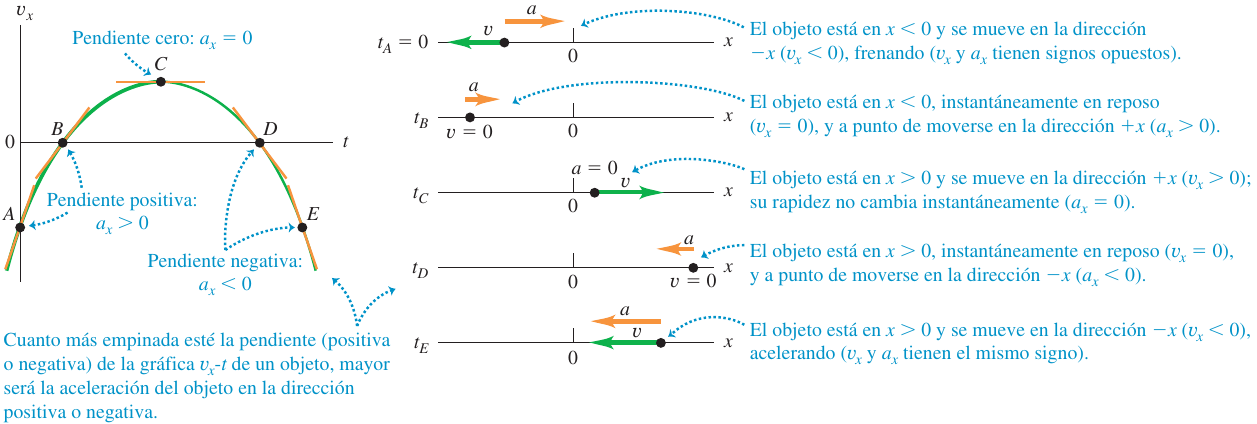 v_x
Pendiente cero: a_x = 0
C
B
D
0
t
Pendiente positiva:
a_x > 0
A
E
Pendiente negativa:
a_x < 0
Cuanto más empinada esté la pendiente (positiva
o negativa) de la gráfica v_x-t de un objeto, mayor
será la aceleración del objeto en la dirección
positiva o negativa.
a
v
t_A = 0
x
0
El objeto está en x < 0 y se mueve en la dirección
−x (v_x < 0), frenando (v_x y a_x tienen signos opuestos).
a
t_B
x
v = 0
0
El objeto está en x < 0, instantáneamente en reposo
(v_x = 0), y a punto de moverse en la dirección +x (a_x > 0).
a = 0
v
t_C
x
0
El objeto está en x > 0 y se mueve en la dirección +x (v_x > 0);
su rapidez no cambia instantáneamente (a_x = 0).
a
t_D
x
0
v = 0
El objeto está en x > 0, instantáneamente en reposo (v_x = 0),
y a punto de moverse en la dirección −x (a_x < 0).
a
v
t_E
x
0
El objeto está en x > 0 y se mueve en la dirección −x (v_x < 0),
acelerando (v_x y a_x tienen el mismo signo).